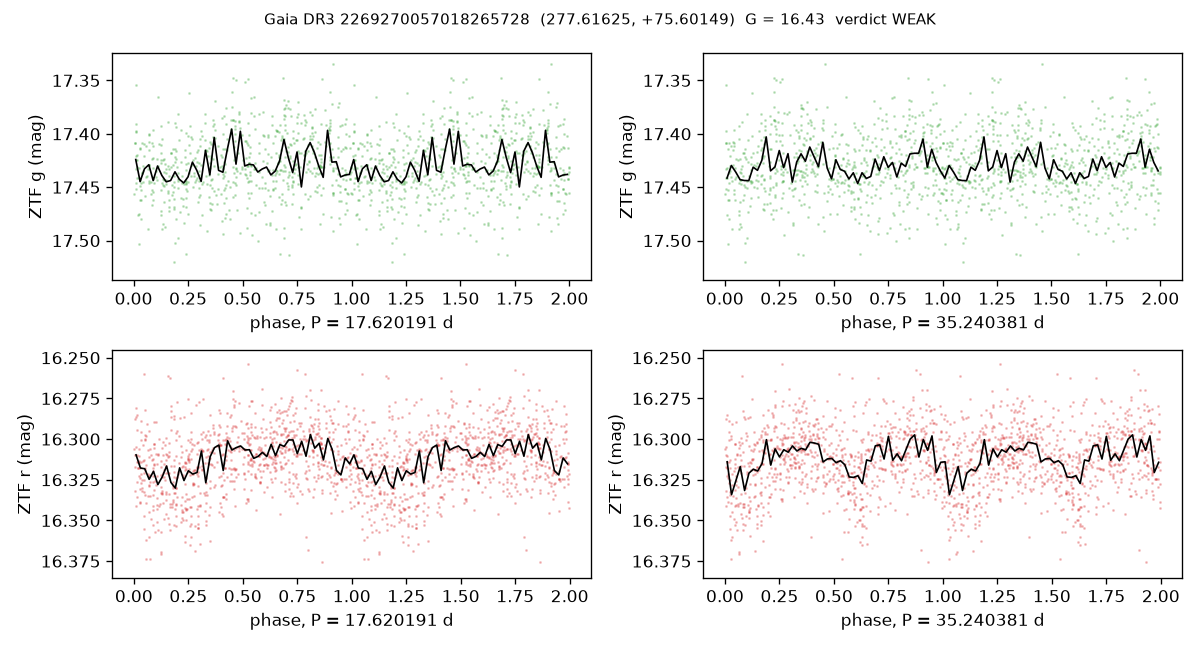 Gaia DR3 2269270057018265728 (277.61625, +75.60149) G = 16.43 verdict WEAK
ZTF g (mag)
17.35
17.40
17.45
17.50
0.00 0.25 0.50 0.75 1.00 1.25 1.50 1.75 2.00
phase, P = 17.620191 d
ZTF g (mag)
17.35
17.40
17.45
17.50
0.00 0.25 0.50 0.75 1.00 1.25 1.50 1.75 2.00
phase, P = 35.240381 d
ZTF r (mag)
16.250
16.275
16.300
16.325
16.350
16.375
0.00 0.25 0.50 0.75 1.00 1.25 1.50 1.75 2.00
phase, P = 17.620191 d
ZTF r (mag)
16.250
16.275
16.300
16.325
16.350
16.375
0.00 0.25 0.50 0.75 1.00 1.25 1.50 1.75 2.00
phase, P = 35.240381 d